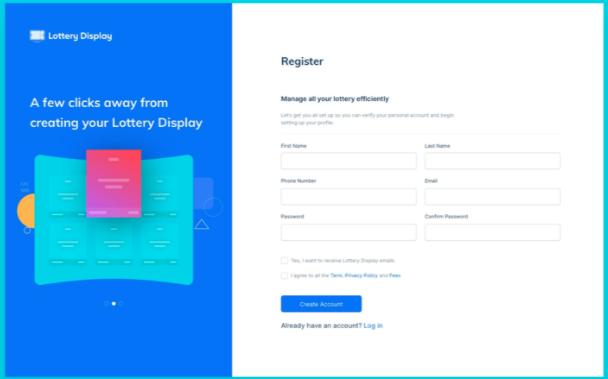 Lottery Display
A few clicks away from
creating your Lottery Display
Register
Manage all your lottery efficiently
Let's get you all set up so you can verify your personal account and begin
setting up your profile.
First Name
Last Name
Phone Number
Email
Password
Confirm Password
Yes, I want to receive Lottery Display emails
I agree to all the Term, Privacy Policy and Fees
Create Account
Already have an account? Log in